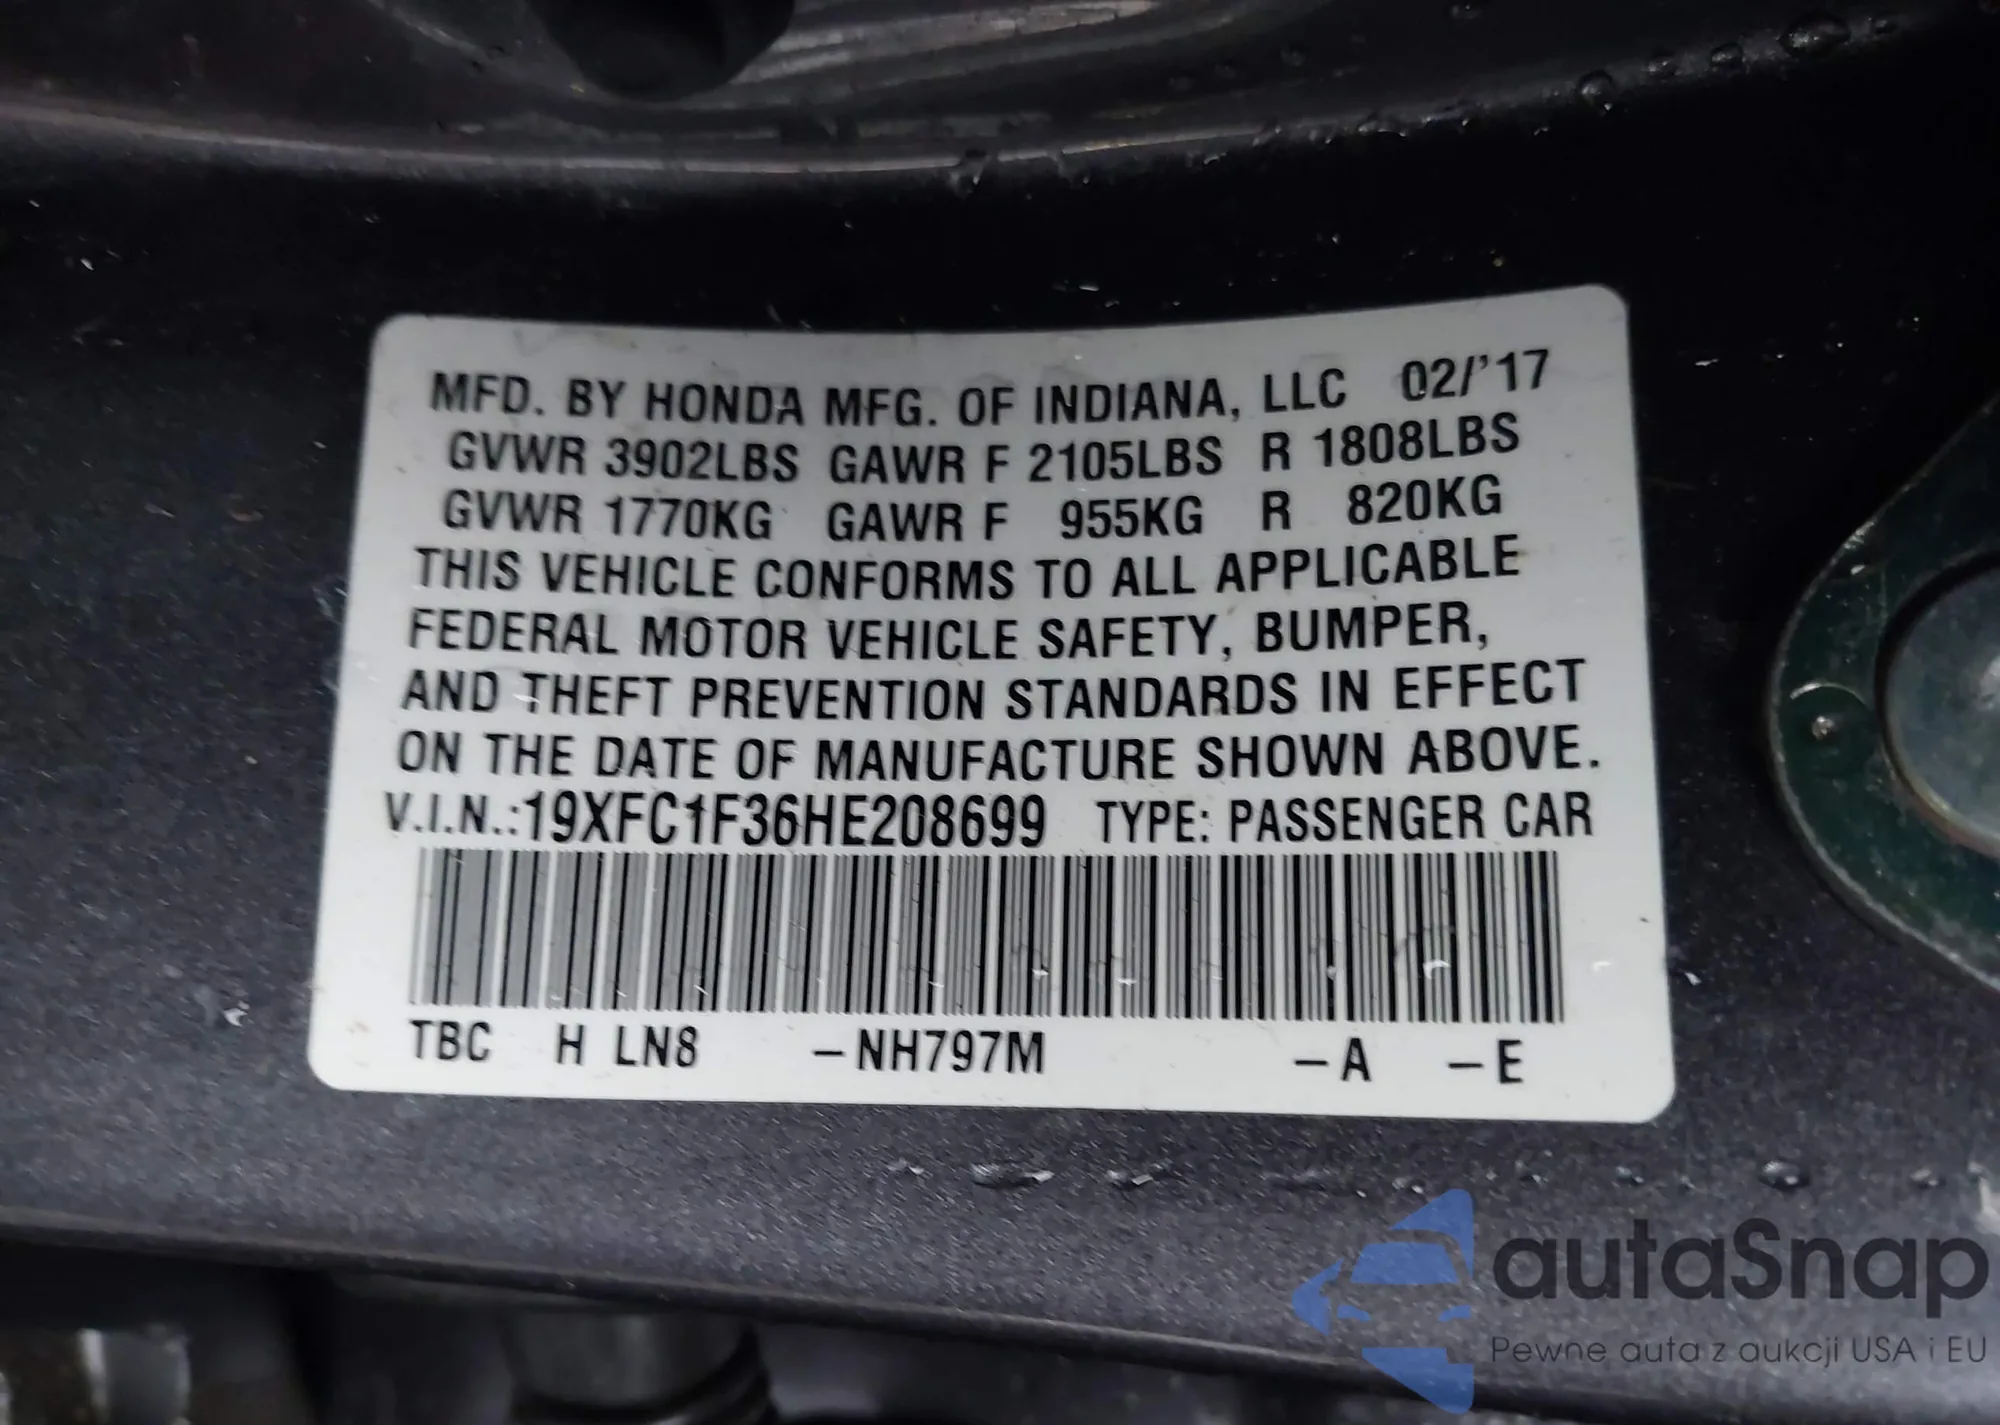 MFD. BY HONDA MFG. OF INDIANA, LLC 02/'17
GVWR 3902LBS GAWR F 2105LBS R 1808LBS
GVWR 1770KG GAWR F 955KG R 820KG
THIS VEHICLE CONFORMS TO ALL APPLICABLE
FEDERAL MOTOR VEHICLE SAFETY, BUMPER,
AND THEFT PREVENTION STANDARDS IN EFFECT
ON THE DATE OF MANUFACTURE SHOWN ABOVE.
V.I.N.:19XFC1F36HE208699 TYPE: PASSENGER CAR
TBC H LN8 –NH797M –A –E
autaSnap
Pewne auta z aukcji USA i EU